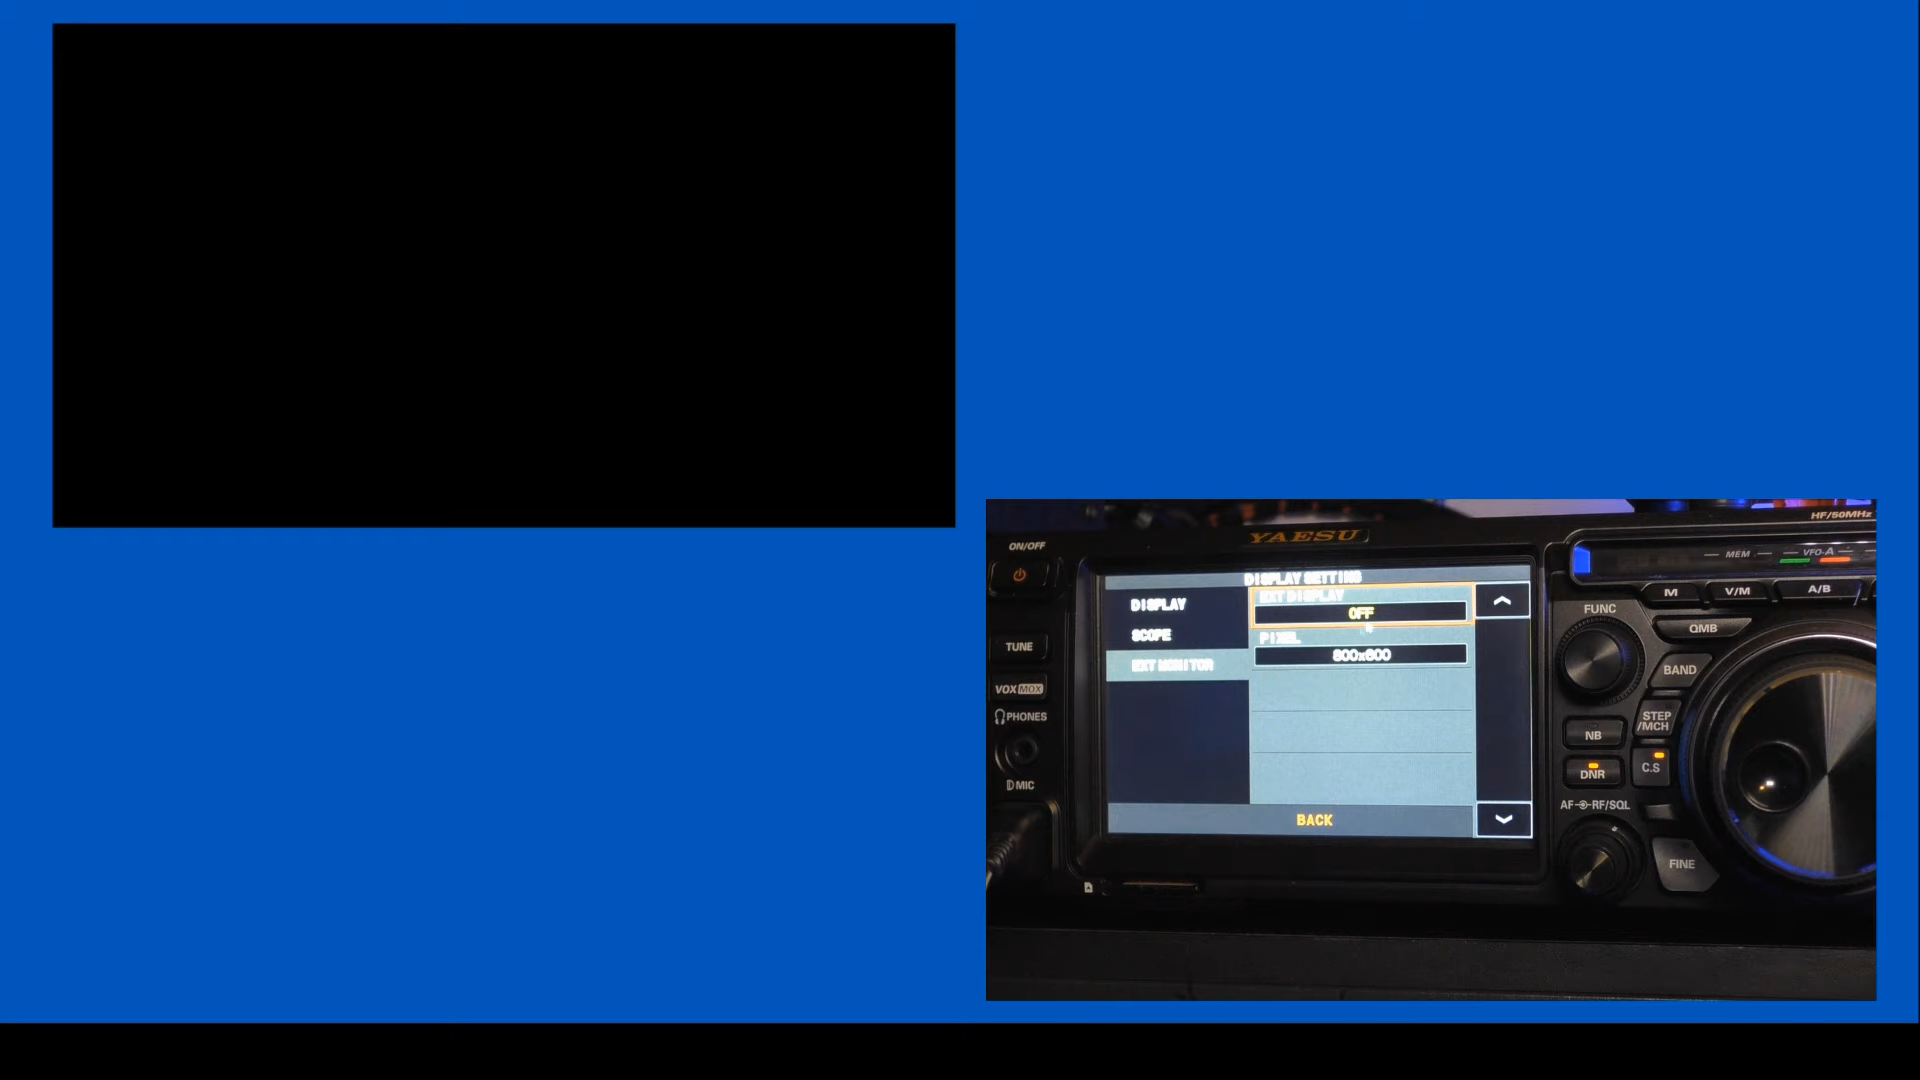 HF/50MHz
YAESU
ON/OFF
MEM
VFO-A
DISPLAY SETTING
M
V/M
A/B
EXT DISPLAY
DISPLAY
OFF
FUNC
QMB
SCOPE
PIXEL
TUNE
800x600
EXT MONITOR
BAND
VOX MOX
PHONES
STEP
/MCH
NB
C.S
DNR
MIC
AF RF/SQL
BACK
FINE